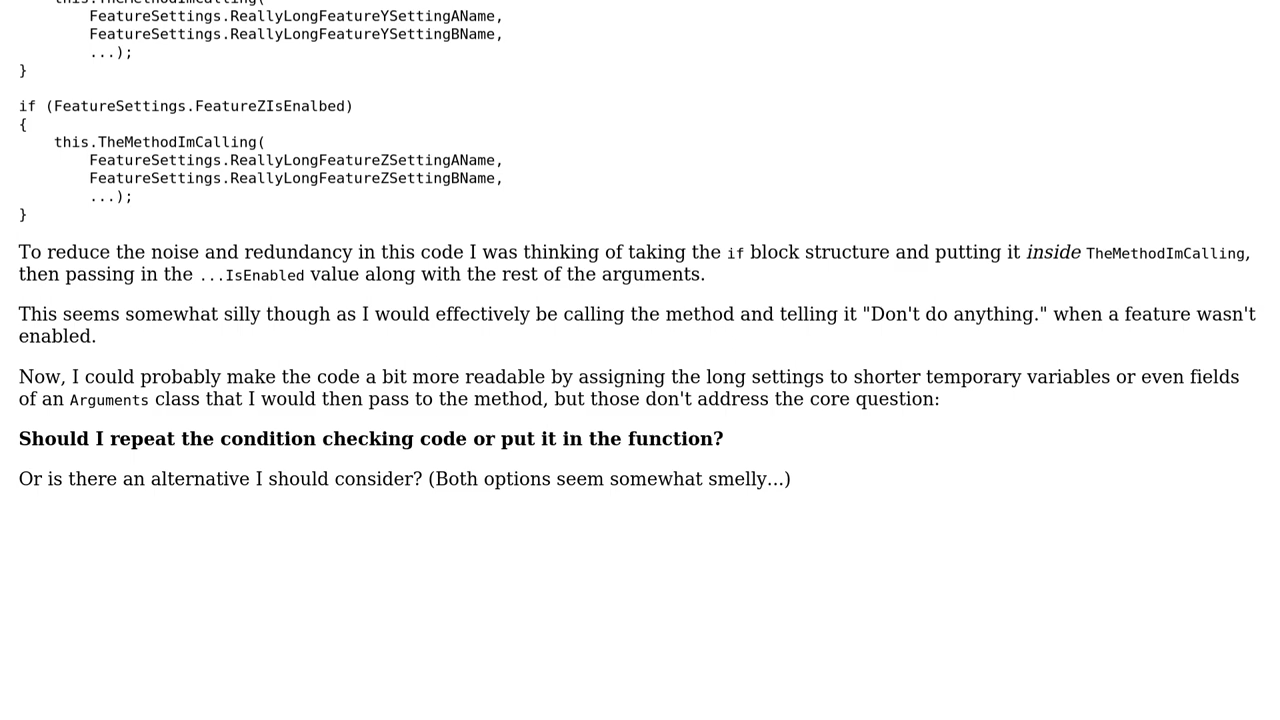 FeatureSettings.ReallyLongFeatureYSettingAName,
FeatureSettings.ReallyLongFeatureYSettingBName,
...);
}
if (FeatureSettings.FeatureZIsEnalbed)
{
this.TheMethodImCalling(
FeatureSettings.ReallyLongFeatureZSettingAName,
FeatureSettings.ReallyLongFeatureZSettingBName,
...);
}
To reduce the noise and redundancy in this code I was thinking of taking the if block structure and putting it inside TheMethodImCalling,
then passing in the ...IsEnabled value along with the rest of the arguments.
This seems somewhat silly though as I would effectively be calling the method and telling it "Don't do anything." when a feature wasn't
enabled.
Now, I could probably make the code a bit more readable by assigning the long settings to shorter temporary variables or even fields
of an Arguments class that I would then pass to the method, but those don't address the core question:
Should I repeat the condition checking code or put it in the function?
Or is there an alternative I should consider? (Both options seem somewhat smelly...)